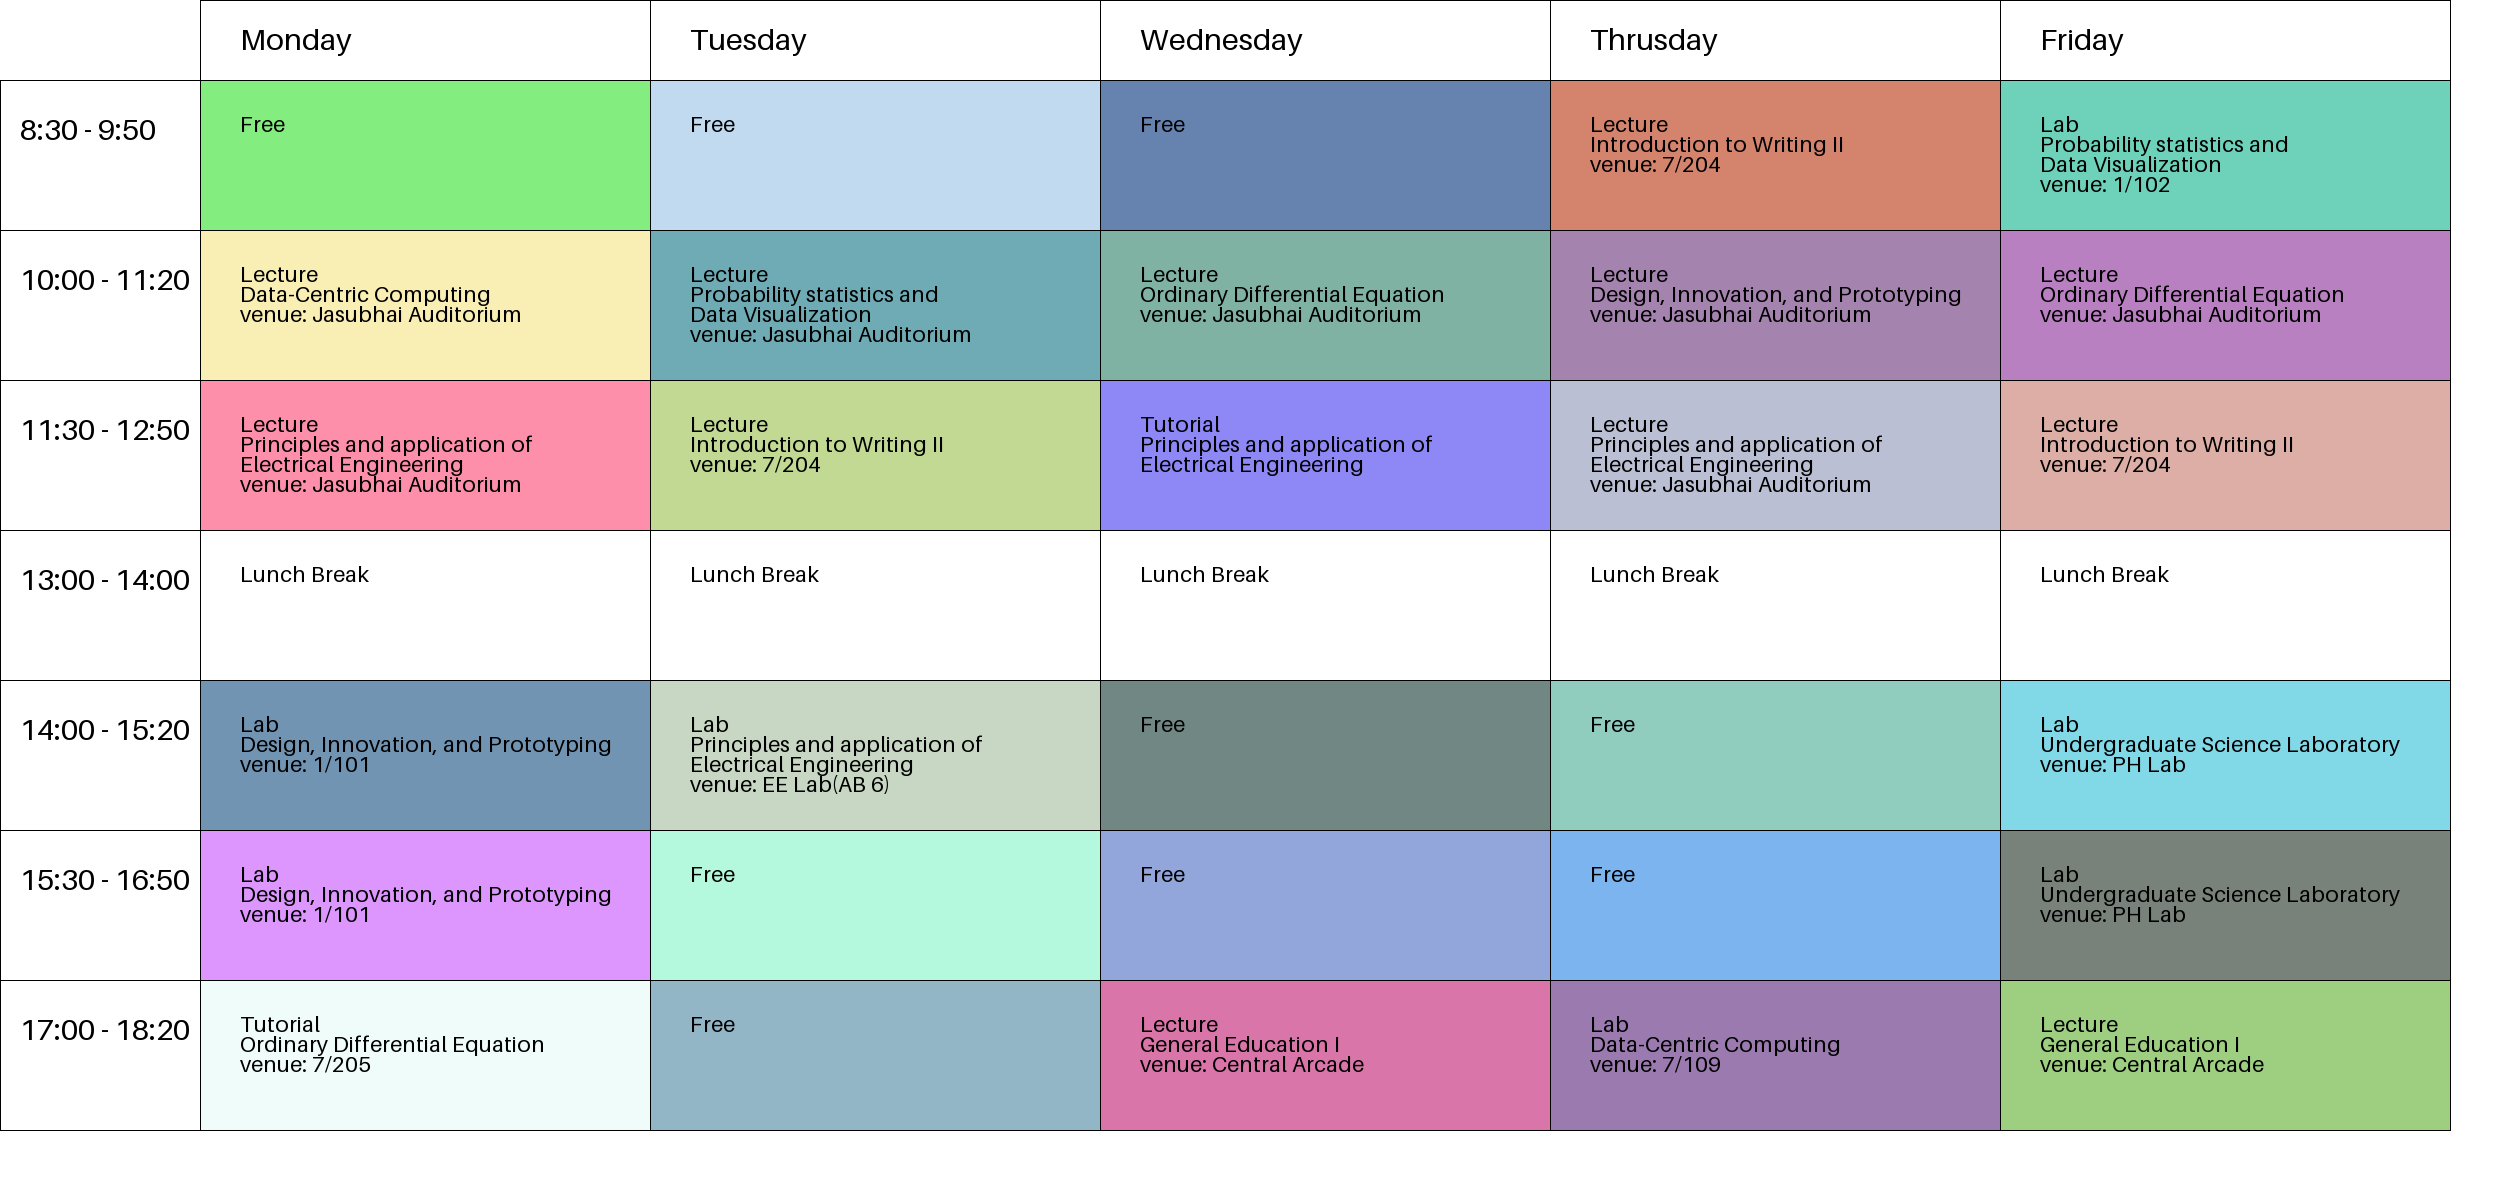 Monday
Tuesday
Wednesday
Thrusday
Friday
8:30 - 9:50
Free
Free
Free
Lecture
Introduction to Writing II
venue: 7/204
Lab
Probability statistics and
Data Visualization
venue: 1/102
10:00 - 11:20
Lecture
Data-Centric Computing
venue: Jasubhai Auditorium
Lecture
Probability statistics and
Data Visualization
venue: Jasubhai Auditorium
Lecture
Ordinary Differential Equation
venue: Jasubhai Auditorium
Lecture
Design, Innovation, and Prototyping
venue: Jasubhai Auditorium
Lecture
Ordinary Differential Equation
venue: Jasubhai Auditorium
11:30 - 12:50
Lecture
Principles and application of
Electrical Engineering
venue: Jasubhai Auditorium
Lecture
Introduction to Writing II
venue: 7/204
Tutorial
Principles and application of
Electrical Engineering
Lecture
Principles and application of
Electrical Engineering
venue: Jasubhai Auditorium
Lecture
Introduction to Writing II
venue: 7/204
13:00 - 14:00
Lunch Break
Lunch Break
Lunch Break
Lunch Break
Lunch Break
14:00 - 15:20
Lab
Design, Innovation, and Prototyping
venue: 1/101
Lab
Principles and application of
Electrical Engineering
venue: EE Lab(AB 6)
Free
Free
Lab
Undergraduate Science Laboratory
venue: PH Lab
15:30 - 16:50
Lab
Design, Innovation, and Prototyping
venue: 1/101
Free
Free
Free
Lab
Undergraduate Science Laboratory
venue: PH Lab
17:00 - 18:20
Tutorial
Ordinary Differential Equation
venue: 7/205
Free
Lecture
General Education I
venue: Central Arcade
Lab
Data-Centric Computing
venue: 7/109
Lecture
General Education I
venue: Central Arcade